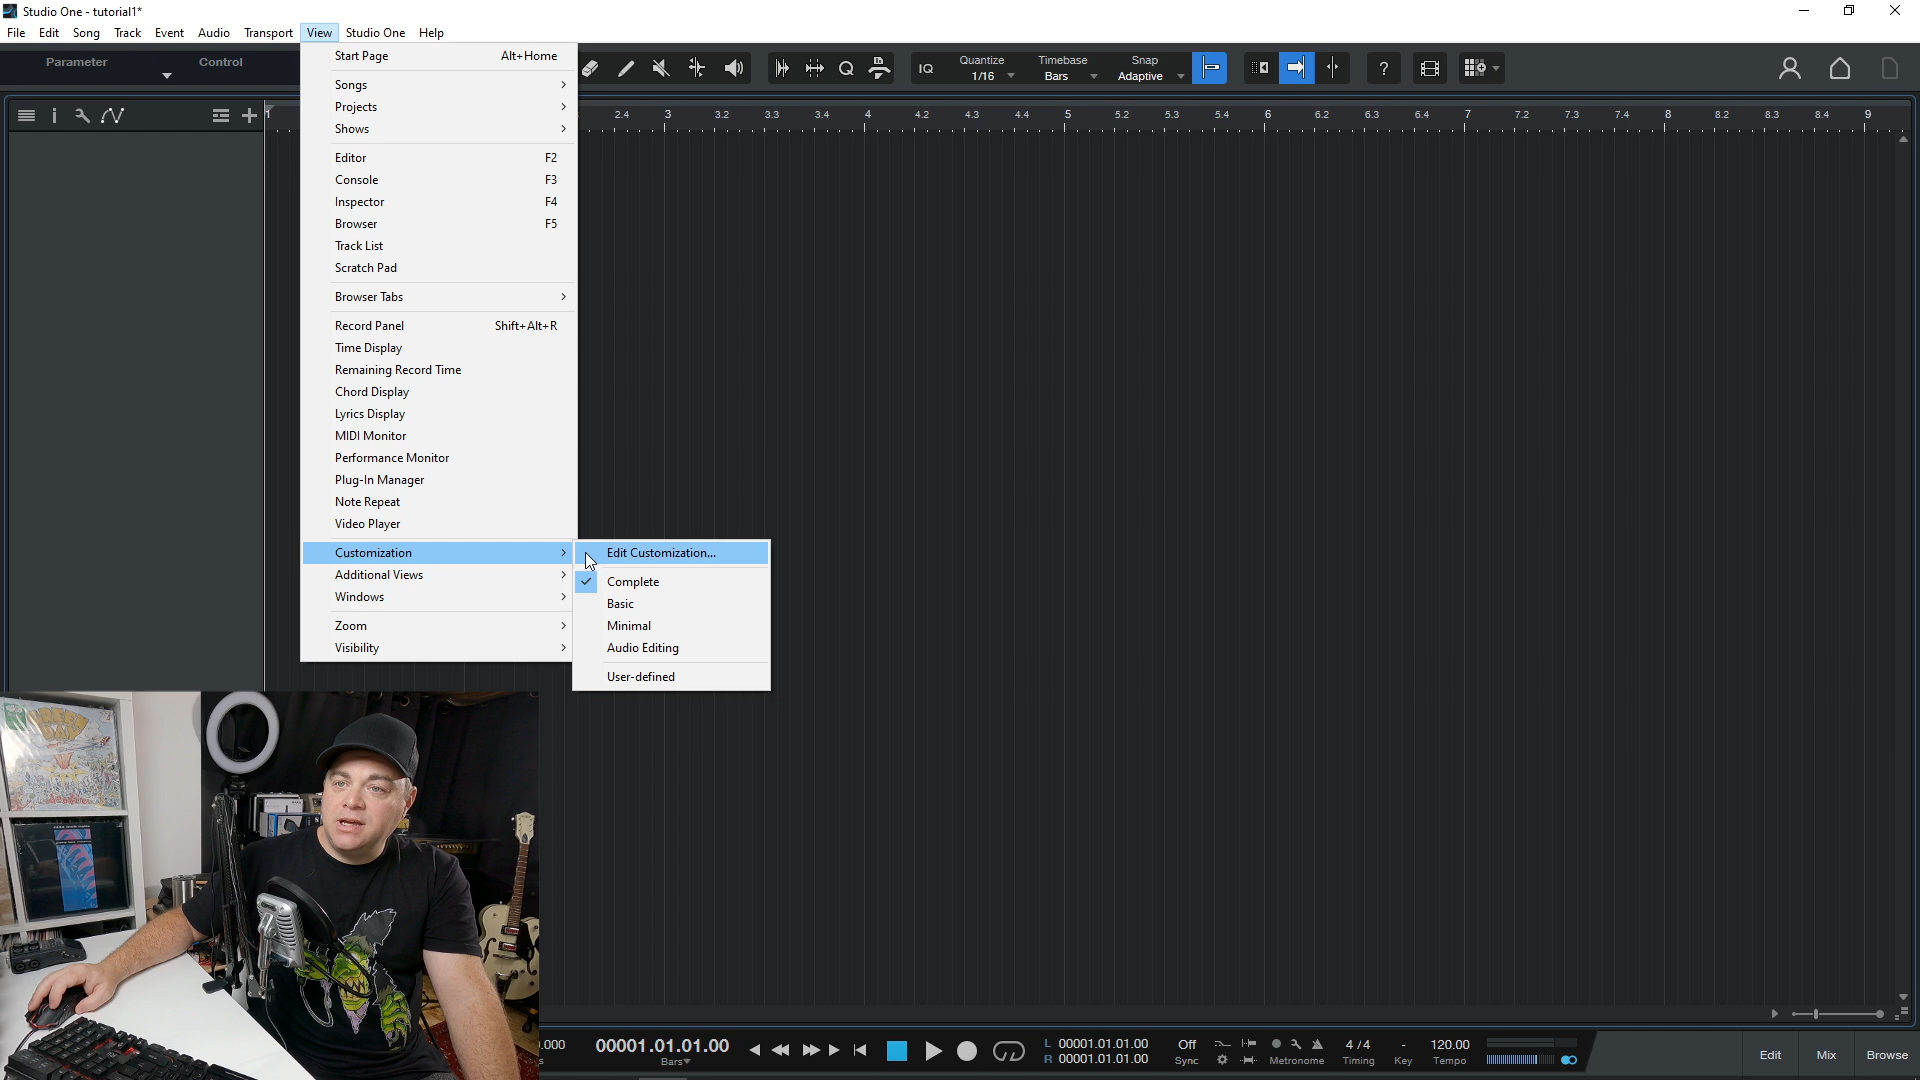 Studio One - tutorial1*
File Edit Song Track Event Audio Transport View Studio One Help
Parameter Control
IQ Quantize 1/16 Timebase Bars Snap Adaptive ?
1 2.4 3 3.2 3.3 3.4 4 4.2 4.3 4.4 5 5.2 5.3 5.4 6 6.2 6.3 6.4 7 7.2 7.3 7.4 8 8.2 8.3 8.4 9
Start Page Alt+Home
Songs
Projects
Shows
Editor F2
Console F3
Inspector F4
Browser F5
Track List
Scratch Pad
Browser Tabs
Record Panel Shift+Alt+R
Time Display
Remaining Record Time
Chord Display
Lyrics Display
MIDI Monitor
Performance Monitor
Plug-In Manager
Note Repeat
Video Player
Customization
Additional Views
Windows
Zoom
Visibility
Edit Customization...
Complete
Basic
Minimal
Audio Editing
User-defined
GREEN DAY
.000 00001.01.01.00 L 00001.01.01.00 Off 4 / 4 - 120.00
s Bars R 00001.01.01.00 Sync Metronome Timing Key Tempo
Edit Mix Browse